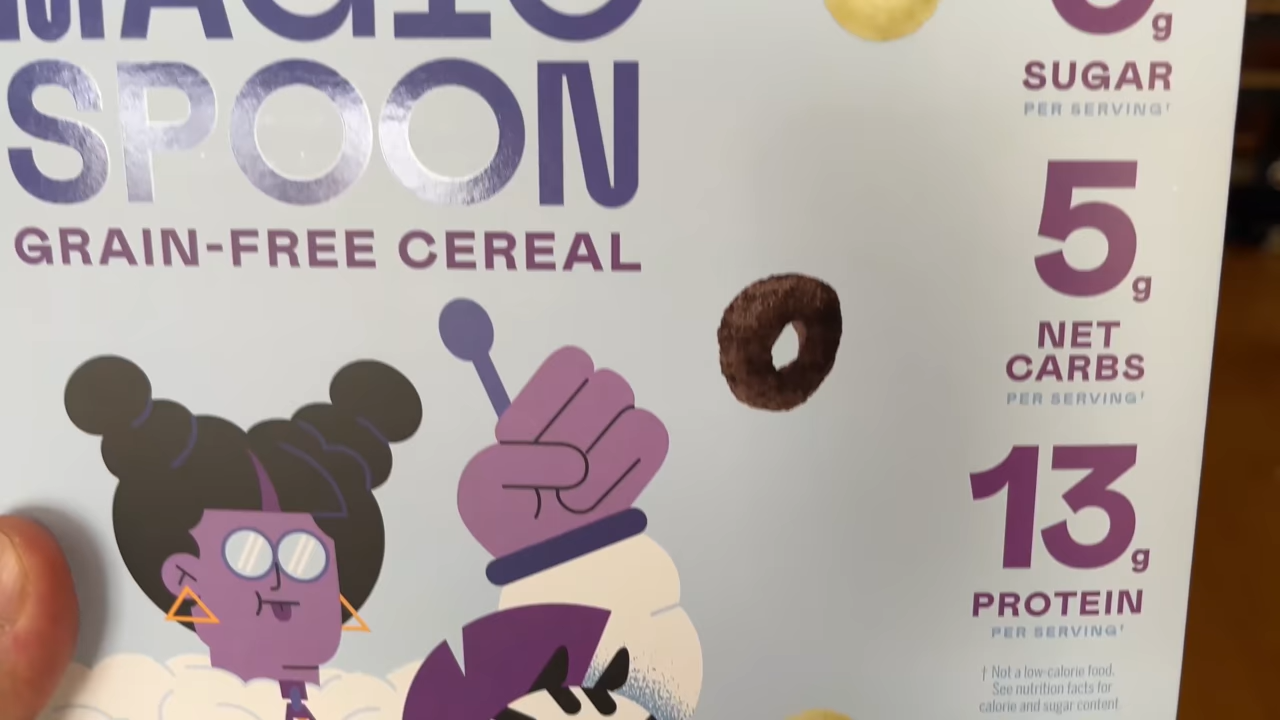 MAGIC
SPOON
GRAIN-FREE CEREAL
g
SUGAR
PER SERVING†
5g
NET
CARBS
PER SERVING†
13g
PROTEIN
PER SERVING†
† Not a low-calorie food.
See nutrition facts for
calorie and sugar content.